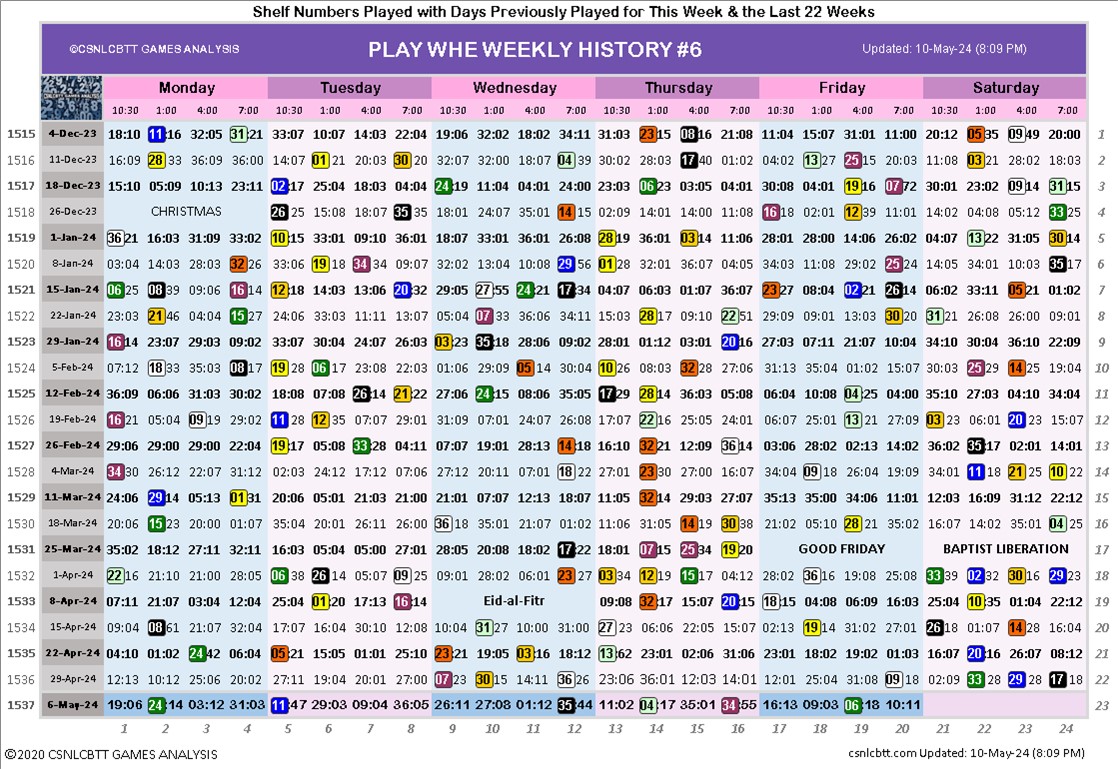 Shelf Numbers Played with Days Previously Played for This Week & the Last 22 Weeks
©CSNLCBTT GAMES ANALYSIS PLAY WHE WEEKLY HISTORY #6 Updated: 10-May-24 (8:09 PM)
Monday Tuesday Wednesday Thursday Friday Saturday
10:30 1:00 4:00 7:00 10:30 1:00 4:00 7:00 10:30 1:00 4:00 7:00 10:30 1:00 4:00 7:00 10:30 1:00 4:00 7:00 10:30 1:00 4:00 7:00
1515 4-Dec-23 18:10 11:16 32:05 31:21 33:07 10:07 14:03 22:04 19:06 32:02 18:02 34:11 31:03 23:15 08:16 21:08 11:04 15:07 31:01 11:00 20:12 05:35 09:49 20:00 1
1516 11-Dec-23 16:09 28:33 36:09 36:00 14:07 01:21 20:03 30:20 32:07 32:00 18:07 04:39 30:02 28:03 15:40 01:02 04:02 13:27 25:15 20:03 11:08 03:21 28:02 18:03 2
1517 18-Dec-23 15:10 05:09 10:13 23:11 02:17 25:04 18:03 04:04 24:19 11:04 04:01 24:00 23:03 06:23 03:05 04:01 30:08 04:01 19:16 07:72 30:01 23:02 09:14 31:15 3
1518 26-Dec-23 CHRISTMAS 26:25 15:08 18:07 35:35 18:01 24:07 35:01 14:15 02:09 14:01 14:00 11:08 16:18 02:01 12:39 11:01 14:02 04:08 05:12 33:25 4
1519 1-Jan-24 36:21 16:03 31:09 33:02 10:15 33:01 09:10 36:01 18:07 33:01 36:01 26:08 28:19 36:01 03:14 11:06 28:01 28:00 14:06 26:02 04:07 13:22 31:05 30:14 5
1520 8-Jan-24 03:04 14:03 28:03 32:26 33:06 19:18 34:34 09:07 32:02 13:04 10:08 29:56 01:28 32:01 36:07 04:05 34:03 11:08 29:02 25:24 14:05 34:01 10:03 35:17 6
1521 15-Jan-24 06:25 08:39 09:06 16:14 12:18 14:03 13:06 20:32 29:05 27:55 24:21 17:34 04:07 06:03 01:07 06:01 23:27 08:04 02:21 26:14 06:02 33:11 05:21 01:02 7
1522 22-Jan-24 23:03 21:46 04:04 15:27 24:06 33:03 11:11 13:07 05:04 07:33 36:06 34:11 15:03 28:17 09:10 22:51 29:09 04:01 13:03 30:20 31:21 26:08 26:00 09:01 8
1523 29-Jan-24 16:14 23:07 29:03 09:02 33:07 30:04 24:07 06:07 03:23 35:18 28:06 09:02 28:01 01:12 03:01 20:16 27:03 07:11 21:07 10:04 34:10 30:04 36:10 22:09 9
1524 5-Feb-24 07:12 18:33 35:03 08:17 19:28 06:17 23:08 22:03 01:06 29:09 05:14 30:04 10:26 08:03 32:28 09:06 31:13 35:04 01:02 15:07 30:03 25:29 14:25 19:04 10
1525 12-Feb-24 36:09 06:06 31:03 30:02 18:08 07:08 26:14 21:22 27:06 24:15 08:06 35:05 17:29 28:14 36:03 05:08 06:04 10:08 04:25 04:00 35:10 27:03 04:10 34:04 11
1526 19-Feb-24 16:21 05:04 09:19 29:02 11:28 12:35 07:07 29:01 31:09 07:01 24:07 26:08 17:07 22:16 25:05 24:01 06:07 25:01 13:21 07:09 03:23 22:01 20:23 15:07 12
1527 26-Feb-24 29:06 29:00 29:00 22:04 19:17 05:08 33:28 04:11 07:07 19:01 28:13 14:18 16:10 32:21 12:09 36:14 03:06 28:02 02:13 14:02 36:02 35:17 02:01 14:01 13
1528 4-Mar-24 34:30 26:12 22:07 31:12 02:03 24:12 17:12 07:06 27:12 20:11 07:01 18:22 27:01 23:30 27:00 16:07 34:04 09:18 26:04 19:09 34:01 11:18 21:25 10:22 14
1529 11-Mar-24 24:06 29:14 05:13 01:31 20:06 05:01 21:03 21:00 21:01 07:07 12:13 18:07 11:05 32:14 29:03 27:07 35:13 35:00 34:06 11:01 12:03 16:09 31:12 22:12 15
1530 18-Mar-24 20:06 15:23 20:00 01:07 35:04 20:01 26:11 26:00 36:18 35:01 21:07 01:02 11:06 31:05 14:16 30:38 21:02 05:10 28:21 31:02 16:07 14:02 35:01 04:25 16
1531 25-Mar-24 35:02 18:12 27:11 32:11 16:03 05:04 05:00 05:00 28:05 20:08 18:02 17:22 18:01 07:15 25:34 19:20 GOOD FRIDAY BAPTIST LIBERATION 17
1532 1-Apr-24 22:16 21:10 21:00 28:05 06:38 26:14 05:07 09:25 09:01 28:02 06:01 23:27 03:34 12:19 15:17 04:12 28:02 36:16 19:08 25:08 33:39 02:32 30:16 29:23 18
1533 8-Apr-24 07:11 21:07 03:04 12:04 25:04 01:20 17:13 16:14 Eid-al-Fitr 09:08 32:17 15:07 20:15 18:15 04:08 06:09 16:03 25:04 10:35 01:04 22:12 19
1534 15-Apr-24 09:04 08:61 21:07 32:04 17:07 16:04 30:10 12:08 10:04 31:27 10:00 31:00 27:23 06:06 22:05 15:07 02:13 19:14 31:02 27:01 26:18 01:07 14:28 16:04 20
1535 22-Apr-24 04:10 01:02 24:42 06:04 05:21 15:05 01:01 25:10 23:21 19:05 03:16 18:12 13:62 23:01 02:06 31:06 23:01 18:02 19:02 01:03 16:07 20:16 26:07 08:12 21
1536 29-Apr-24 12:13 10:12 25:06 20:02 27:11 19:04 20:01 27:00 07:23 30:15 14:11 36:26 23:06 36:01 12:03 14:01 12:01 25:04 31:08 09:18 02:09 33:28 29:28 17:18 22
1537 6-May-24 19:06 24:14 03:12 31:03 11:47 29:03 09:04 36:05 26:11 27:08 01:12 35:44 11:02 04:17 35:01 34:55 16:13 09:03 06:18 10:11 23
1 2 3 4 5 6 7 8 9 10 11 12 13 14 15 16 17 18 19 20 21 22 23 24
©2020 CSNLCBTT GAMES ANALYSIS csnlcbtt.com Updated: 10-May-24 (8:09 PM)